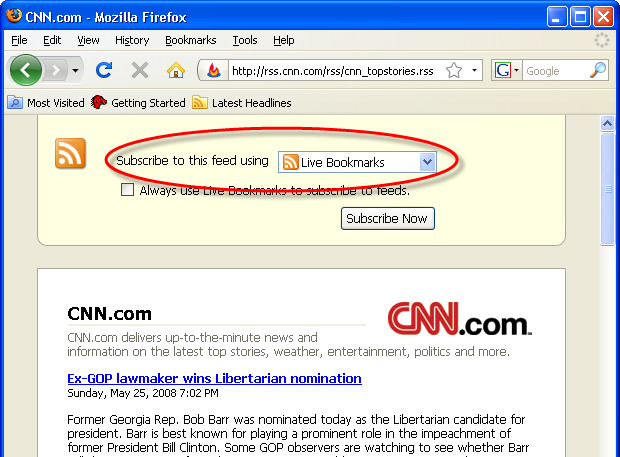 CNN.com - Mozilla Firefox
File Edit View History Bookmarks Tools Help
http://rss.cnn.com/rss/cnn_topstories.rss
G Google
Most Visited Getting Started Latest Headlines
Subscribe to this feed using Live Bookmarks
Always use Live Bookmarks to subscribe to feeds.
Subscribe Now
CNN.com
CNN.com
CNN.com delivers up-to-the-minute news and
information on the latest top stories, weather, entertainment, politics and more.
Ex-GOP lawmaker wins Libertarian nomination
Sunday, May 25, 2008 7:02 PM
Former Georgia Rep. Bob Barr was nominated today as the Libertarian candidate for
president. Barr is best known for playing a prominent role in the impeachment of
former President Bill Clinton. Some GOP observers are watching to see whether Barr